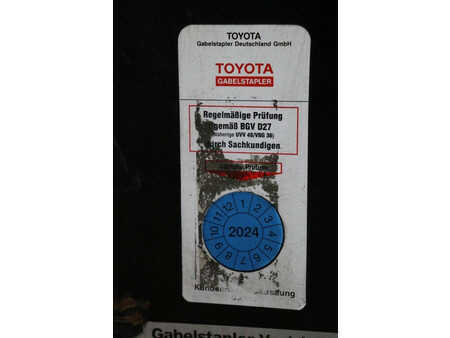 TOYOTA
Gabelstapler Deutschland GmbH
TOYOTA
GABELSTAPLER
Regelmäßige Prüfung
gemäß BGV D27
UVV 48/VBG 36)
durch Sachkundigen
12 1 2 3 4 5 6 7 8 9 10 11
2024
Gabelstapler